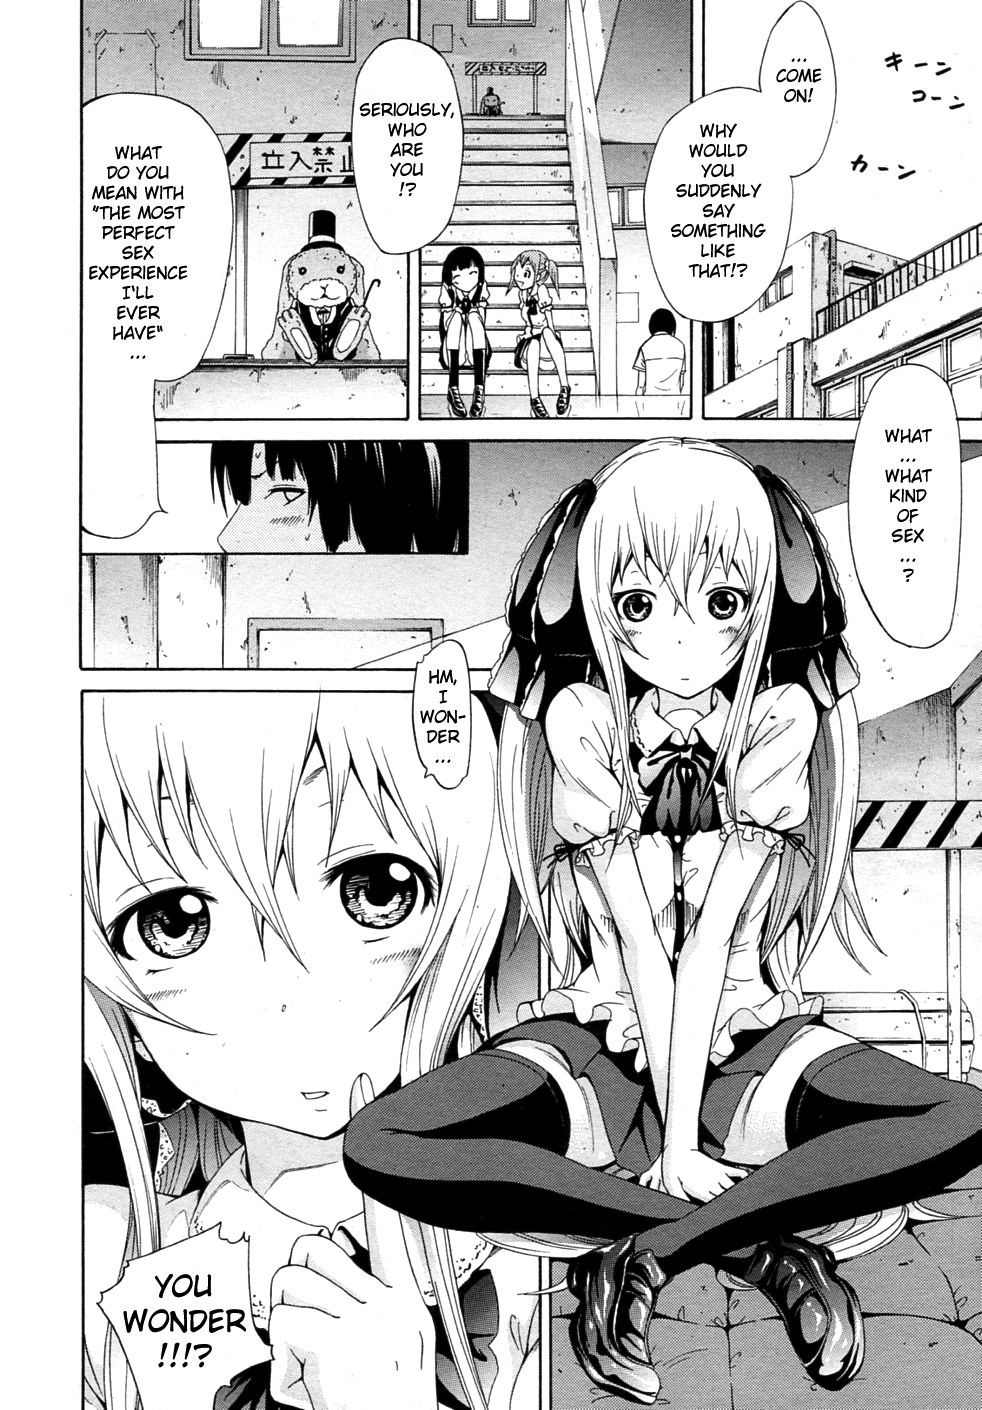 キーン
コーン
カーン
...
COME
ON!
WHY
WOULD
YOU
SUDDENLY
SAY
SOMETHING
LIKE
THAT!?
SERIOUSLY,
WHO
ARE
YOU
!?
立入禁止
WHAT
DO YOU
MEAN WITH
"THE MOST
PERFECT
SEX
EXPERIENCE
I'LL
EVER
HAVE"
...
WHAT
...
WHAT
KIND
OF
SEX
...
?
HM,
I
WON-
DER
...
YOU
WONDER
!!!?